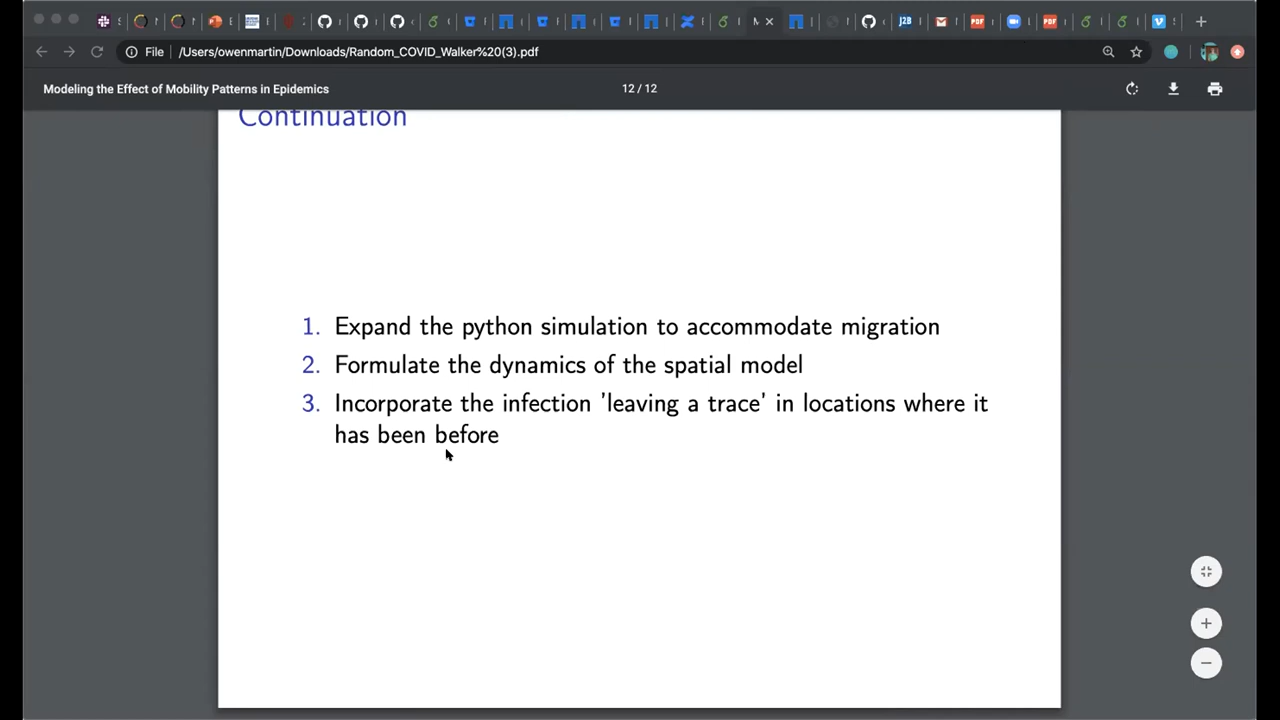 File
/Users/owenmartin/Downloads/Random_COVID_Walker%20(3).pdf
Modeling the Effect of Mobility Patterns in Epidemics
12 / 12
Continuation
1. Expand the python simulation to accommodate migration
2. Formulate the dynamics of the spatial model
3. Incorporate the infection 'leaving a trace' in locations where it
has been before